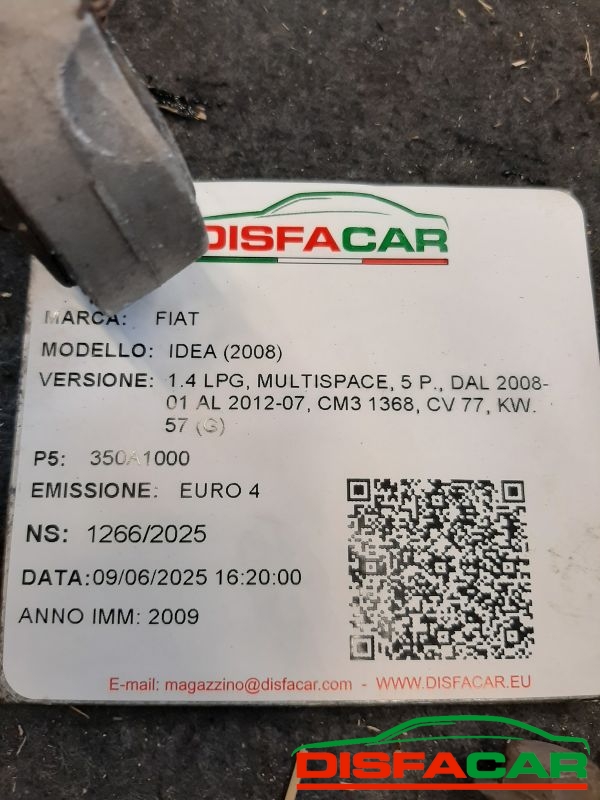 DISFACAR
MARCA: FIAT
MODELLO: IDEA (2008)
VERSIONE: 1.4 LPG, MULTISPACE, 5 P., DAL 2008-
01 AL 2012-07, CM3 1368, CV 77, KW.
57 (G)
P5: 350A1000
EMISSIONE: EURO 4
NS: 1266/2025
DATA:09/06/2025 16:20:00
ANNO IMM: 2009
E-mail: magazzino@disfacar.com - WWW.DISFACAR.EU
DISFACAR